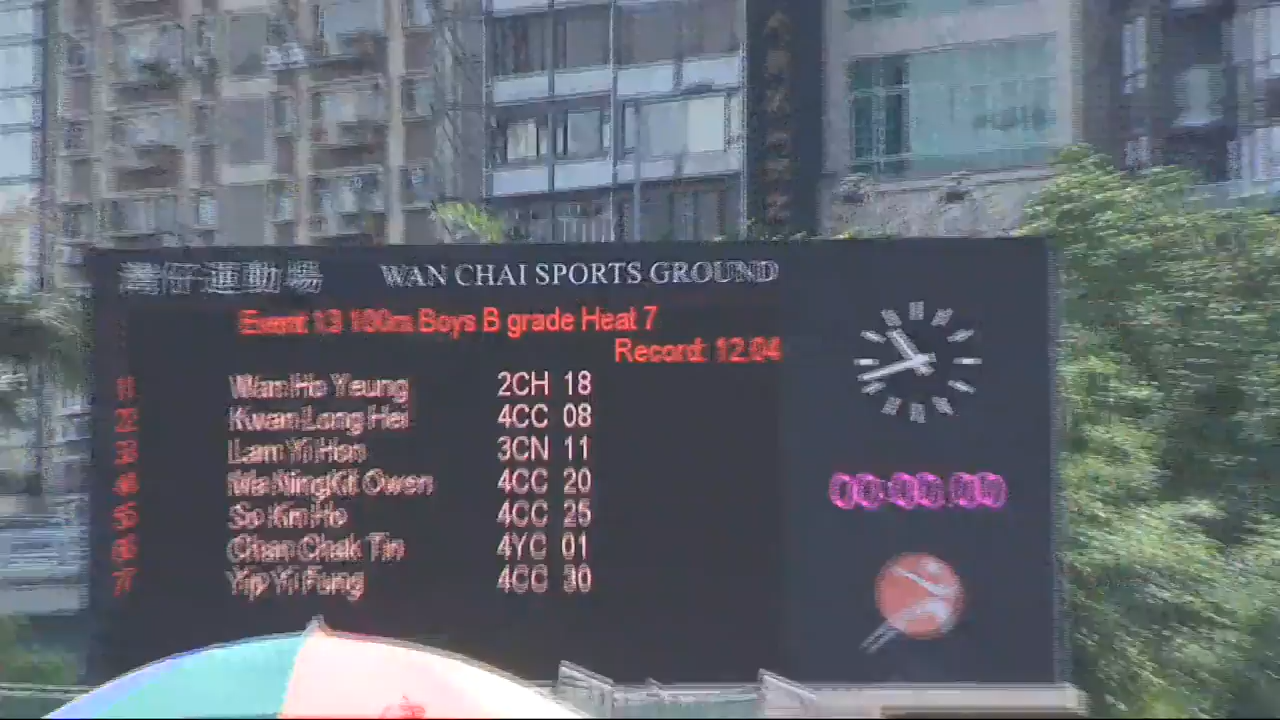 灣仔運動場 WAN CHAI SPORTS GROUND
Event 13 100m Boys B grade Heat 7
Record: 12.04
1 Wan Ho Yeung 2CH 18
2 Kwan Long Hei 4CC 08
3 Lam Yi Hon 3CN 11
4 Ma Ning Kit Owen 4CC 20
5 So Kin Ho 4CC 25
6 Chan Chak Tin 4YC 01
7 Yip Yi Fung 4CC 30